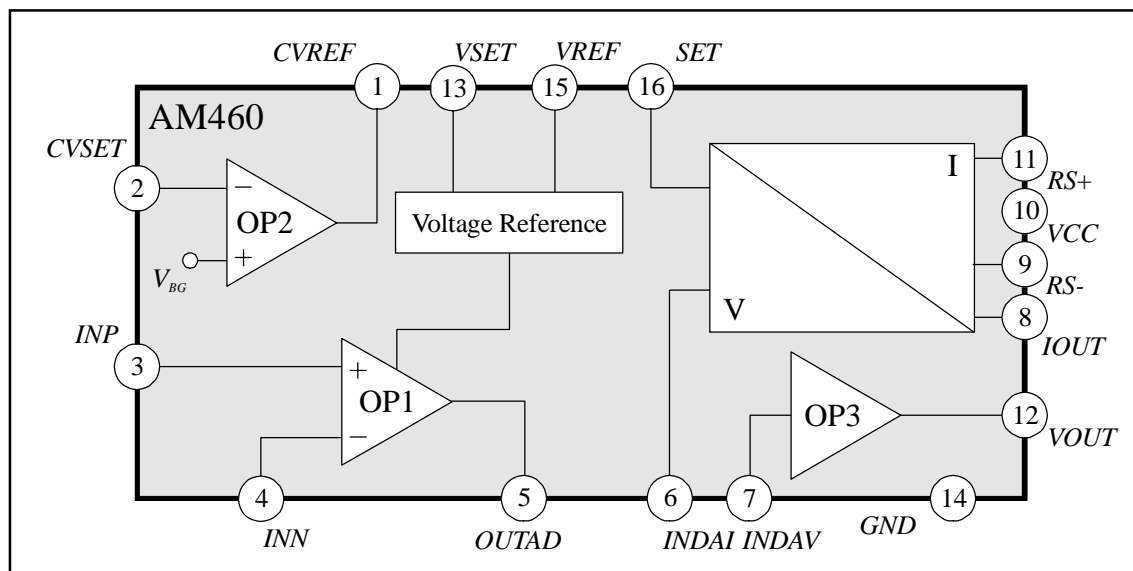 CVREF VSET VREF SET
1 13 15 16
AM460
CVSET
2
−
OP2
+
V_BG
Voltage Reference
I
V
11
RS+
10
VCC
9
RS-
8
IOUT
INP
3
+
OP1
−
OP3
12
VOUT
4 5 6 7 14
INN OUTAD INDAI INDAV GND